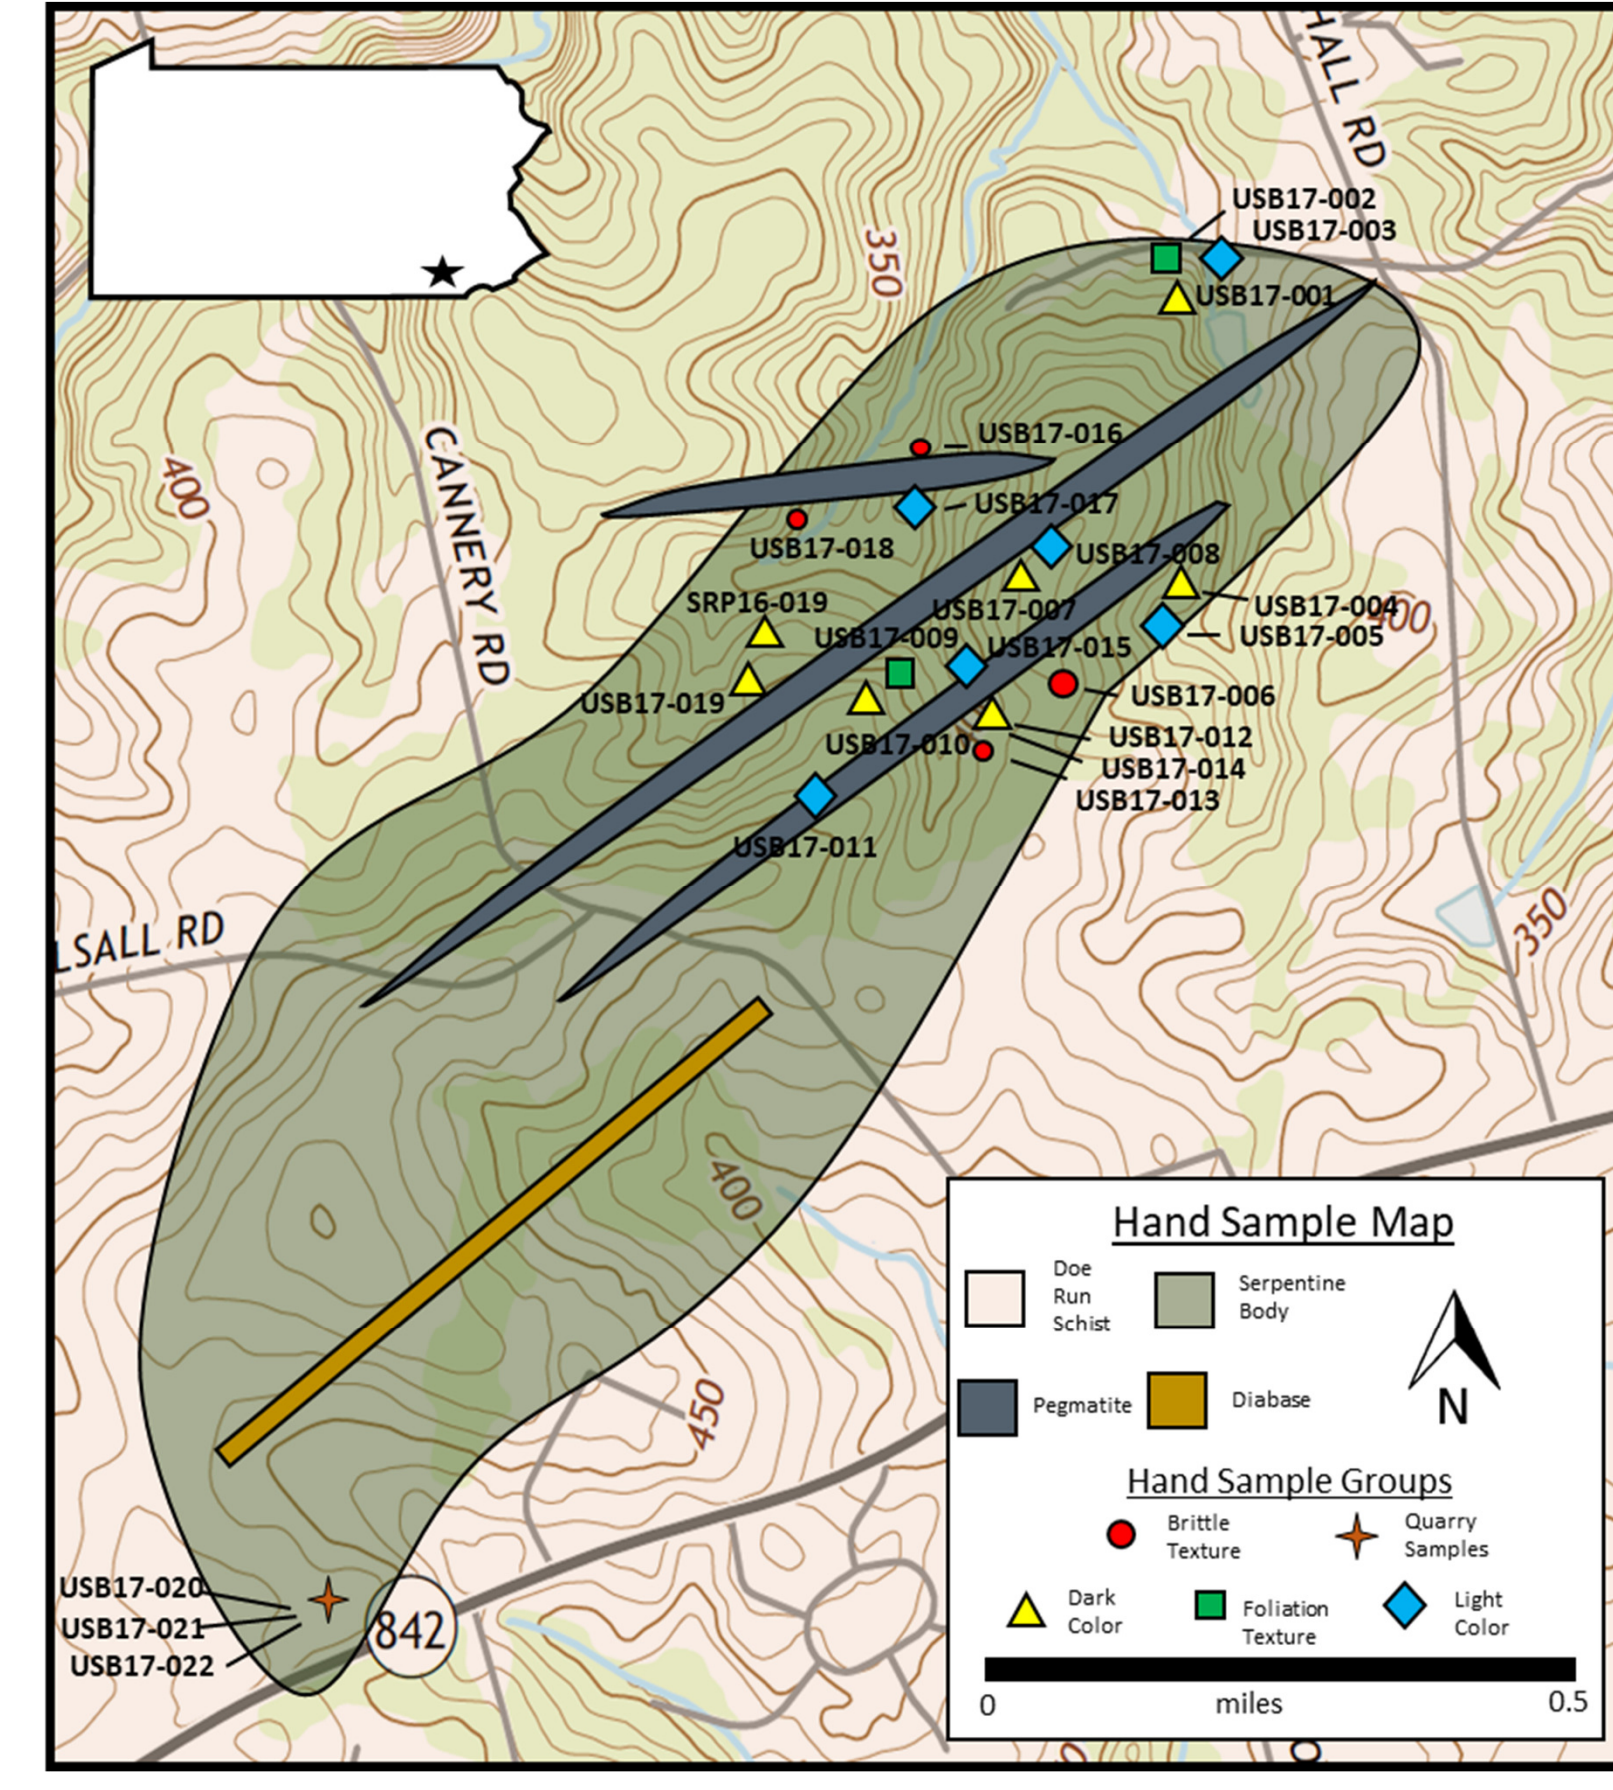 HALL RD
USB17-002
USB17-003
350
USB17-001
USB17-016
CANNERY RD
400
USB17-017
USB17-018
USB17-008
SRP16-019
USB17-007
USB17-004
400
USB17-009
USB17-015
USB17-005
USB17-019
USB17-006
USB17-010
USB17-012
USB17-014
USB17-013
USB17-011
LSALL RD
350
400
450
Hand Sample Map
Doe
Run
Schist
Serpentine
Body
Pegmatite
Diabase
N
Hand Sample Groups
Brittle
Texture
Quarry
Samples
Dark
Color
Foliation
Texture
Light
Color
0
miles
0.5
USB17-020
USB17-021
USB17-022
842